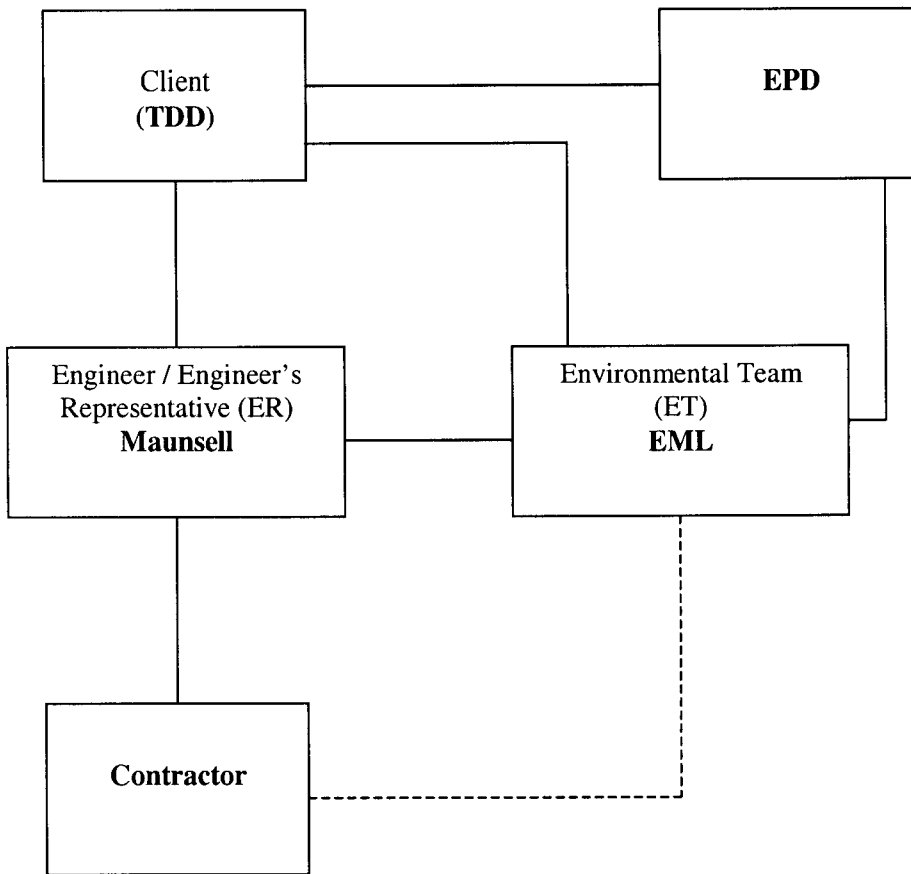 Client
(TDD)
EPD
Engineer / Engineer's
Representative (ER)
Maunsell
Environmental Team
(ET)
EML
Contractor